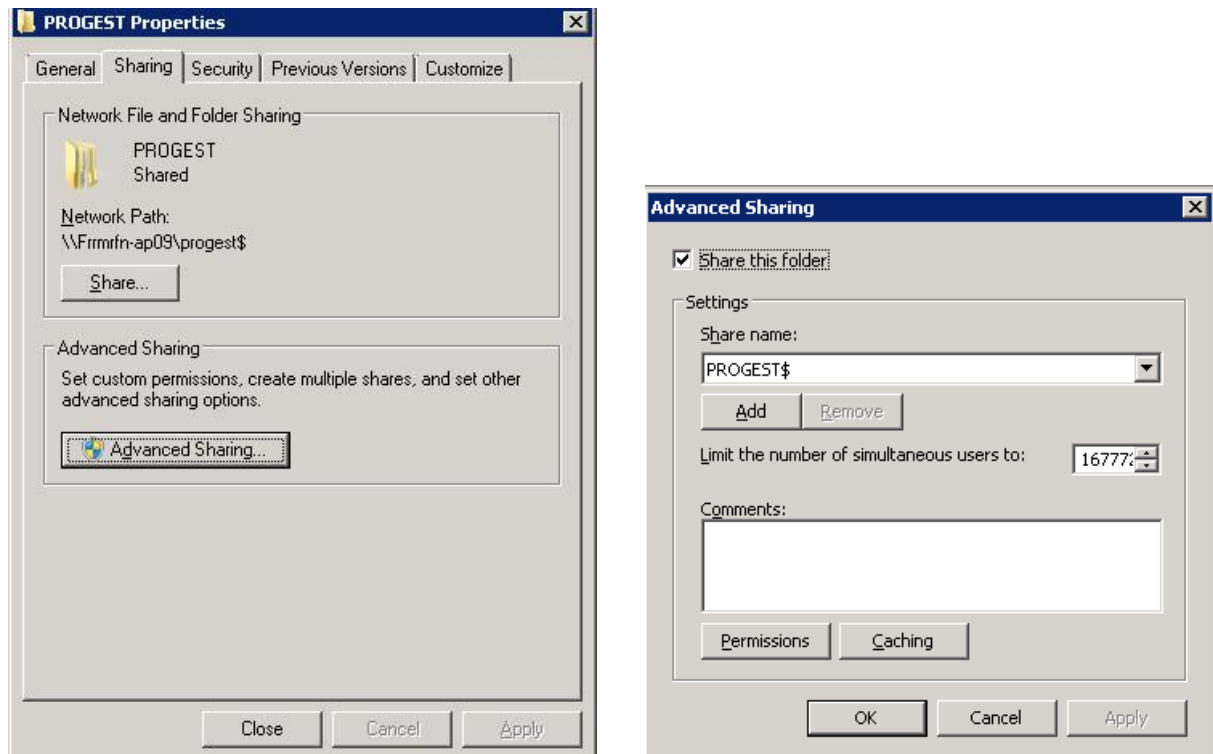 PROGEST Properties
General Sharing Security Previous Versions Customize
Network File and Folder Sharing
PROGEST
Shared
Network Path:
\\Frrmrfn-ap09\progest$
Share...
Advanced Sharing
Set custom permissions, create multiple shares, and set other
advanced sharing options.
Advanced Sharing...
Close Cancel Apply
Advanced Sharing
Share this folder
Settings
Share name:
PROGEST$
Add Remove
Limit the number of simultaneous users to: 167772
Comments:
Permissions Caching
OK Cancel Apply